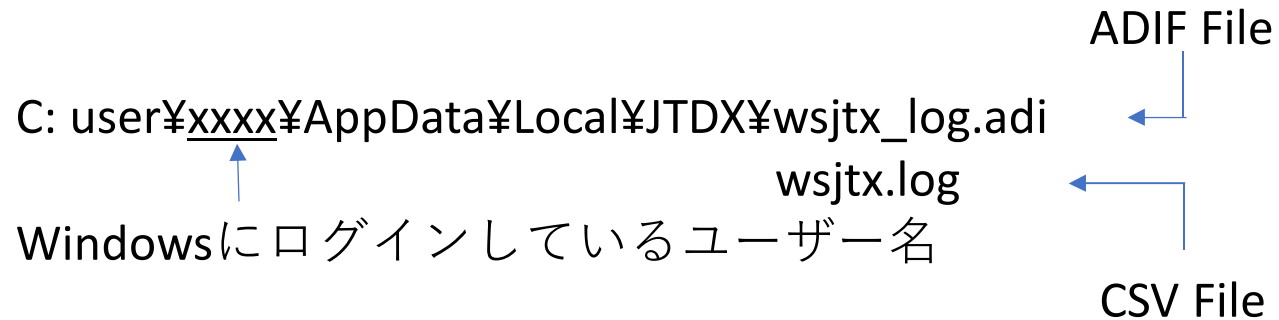 ADIF File
C: user¥xxxx¥AppData¥Local¥JTDX¥wsjtx_log.adi
wsjtx.log
Windowsにログインしているユーザー名
CSV File